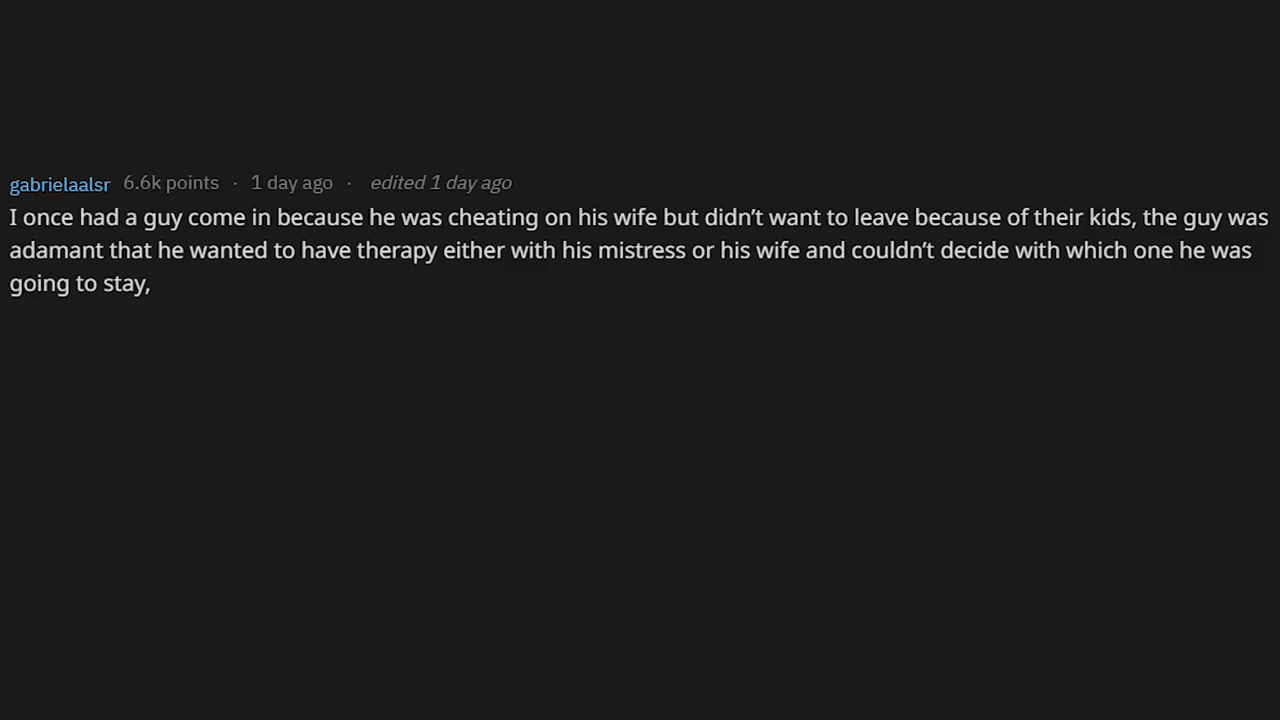 gabrielaalsr 6.6k points · 1 day ago · edited 1 day ago
I once had a guy come in because he was cheating on his wife but didn’t want to leave because of their kids, the guy was
adamant that he wanted to have therapy either with his mistress or his wife and couldn’t decide with which one he was
going to stay,